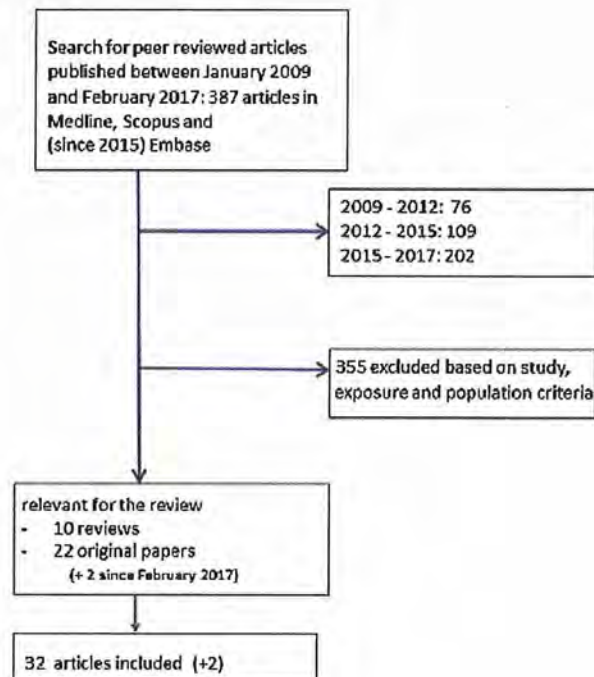 Search for peer reviewed articles
published between January 2009
and February 2017: 387 articles in
Medline, Scopus and
(since 2015) Embase
2009 - 2012: 76
2012 - 2015: 109
2015 - 2017: 202
355 excluded based on study,
exposure and population criteria
relevant for the review
- 10 reviews
- 22 original papers
(+ 2 since February 2017)
32 articles included (+2)